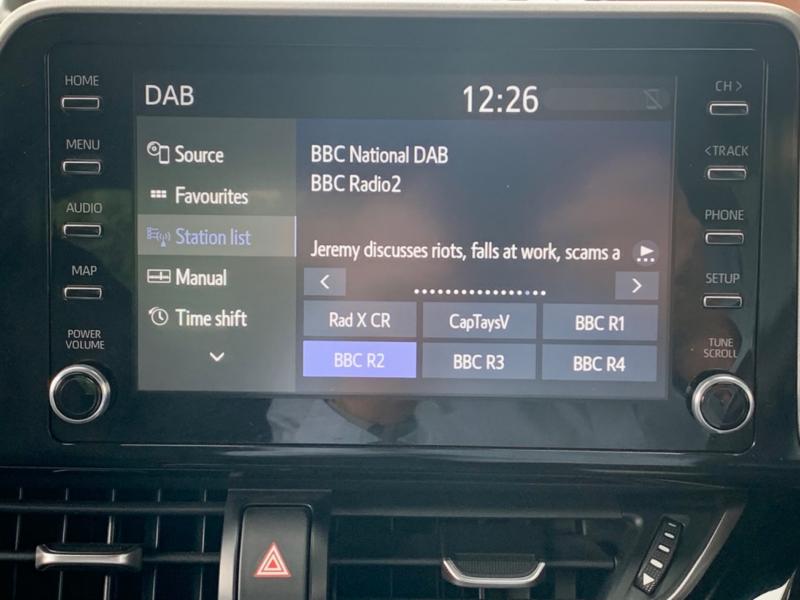 HOME
MENU
AUDIO
MAP
POWER
VOLUME
DAB
12:26
Source
Favourites
Station list
Manual
Time shift
BBC National DAB
BBC Radio2
Jeremy discusses riots, falls at work, scams a
Rad X CR
CapTaysV
BBC R1
BBC R2
BBC R3
BBC R4
CH >
< TRACK
PHONE
SETUP
TUNE
SCROLL